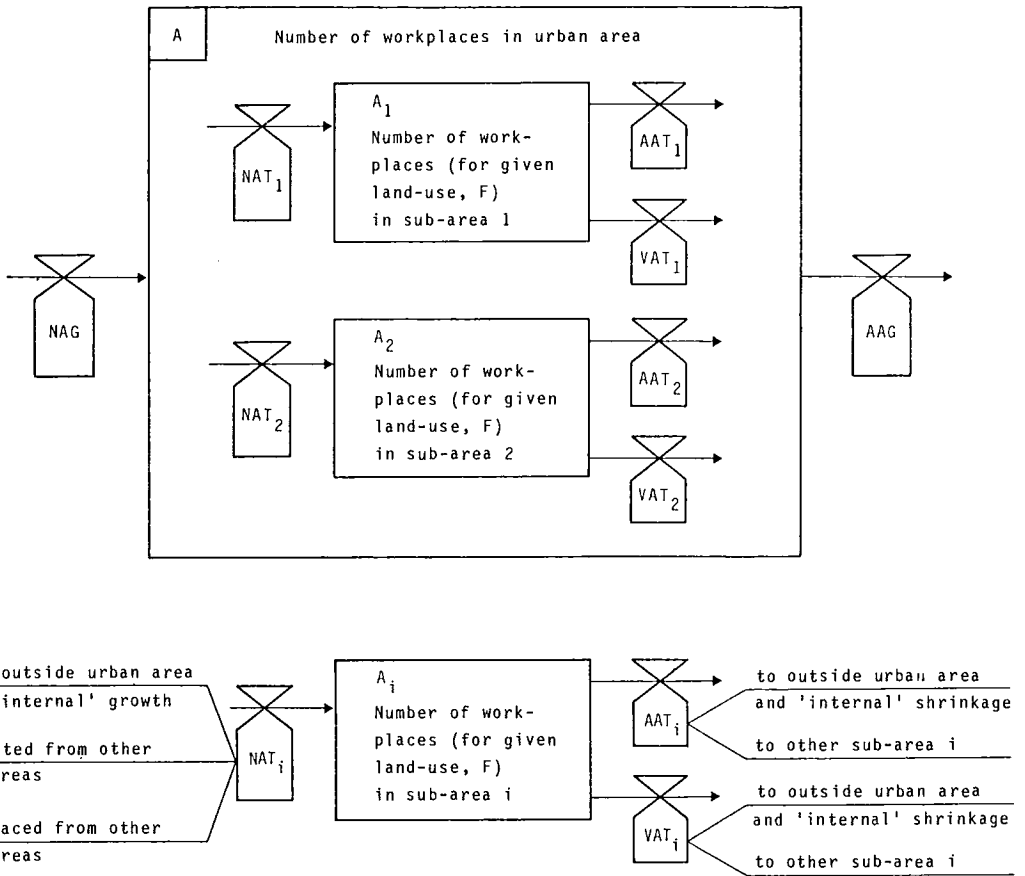 A
Number of workplaces in urban area
NAT1
A1
Number of work-
places (for given
land-use, F)
in sub-area 1
AAT1
VAT1
NAG
NAT2
A2
Number of work-
places (for given
land-use, F)
in sub-area 2
AAT2
VAT2
AAG
outside urban area
internal' growth
NATi
Ai
Number of work-
places (for given
land-use, F)
in sub-area i
AATi
to outside urban area
and 'internal' shrinkage
to other sub-area i
VATi
to outside urban area
and 'internal' shrinkage
to other sub-area i
ted from other
reas
aced from other
reas